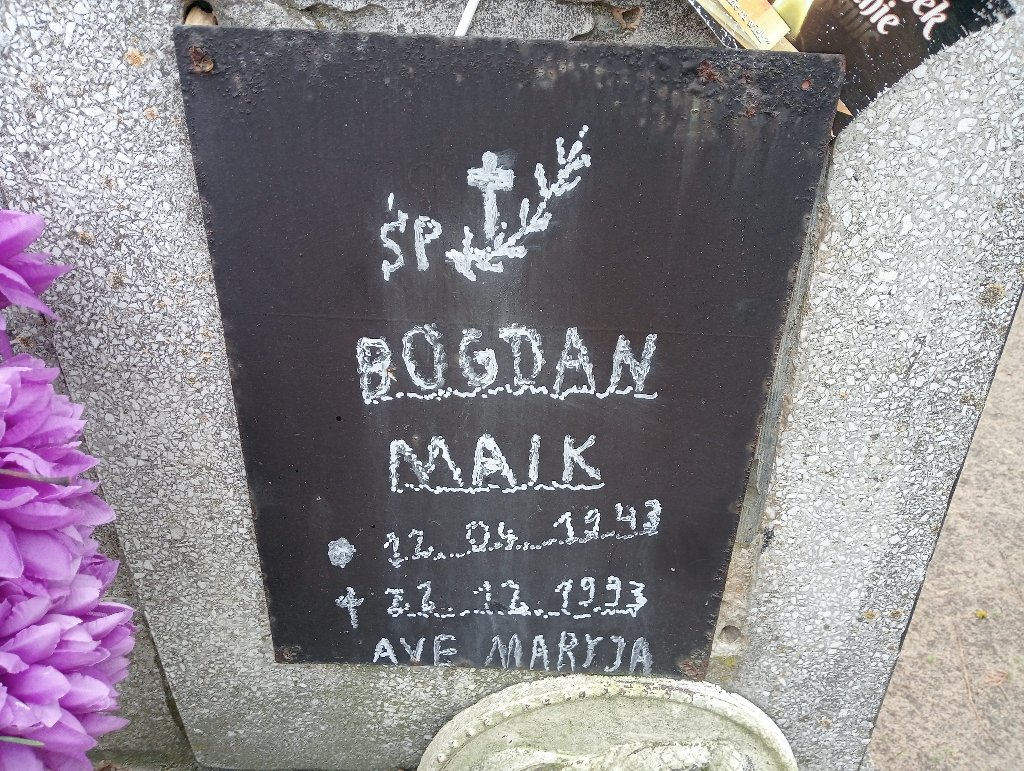 ŚP
BOGDAN
MAIK
* 12.04.1943
✝ 22.12.1993
AVE MARYJA